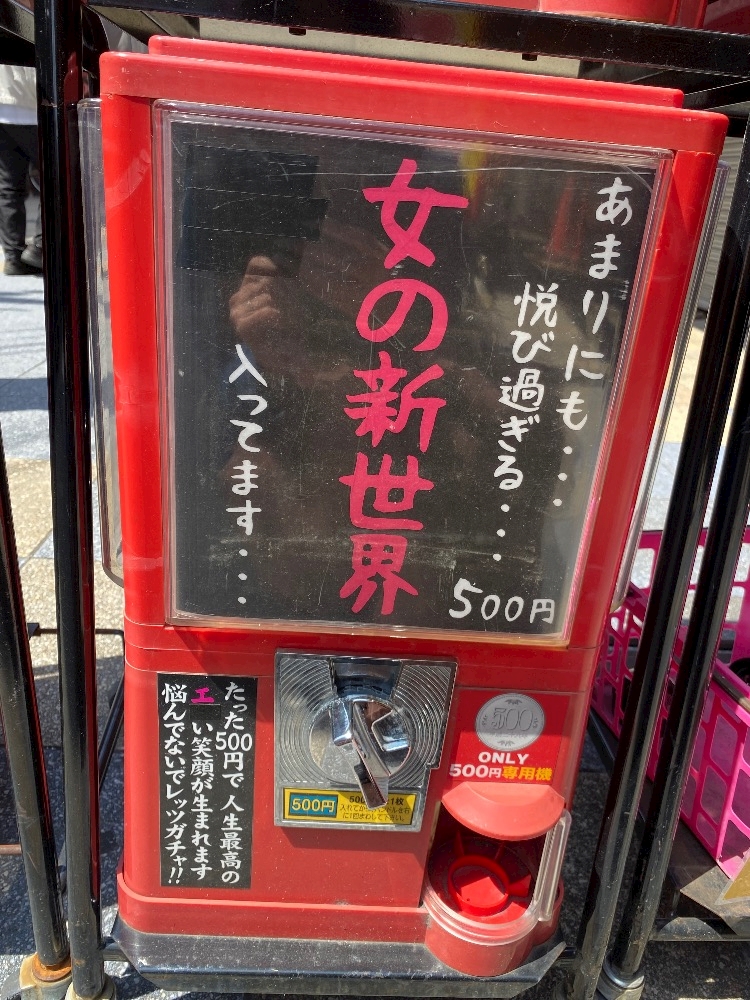 あまりにも・・・
悦び過ぎる・・・
女の新世界
入ってます・・・
500円
たった500円で人生最高の
エい笑顔が生まれます
悩んでないでレッツガチャ!!
500円
500
ONLY
500円専用機